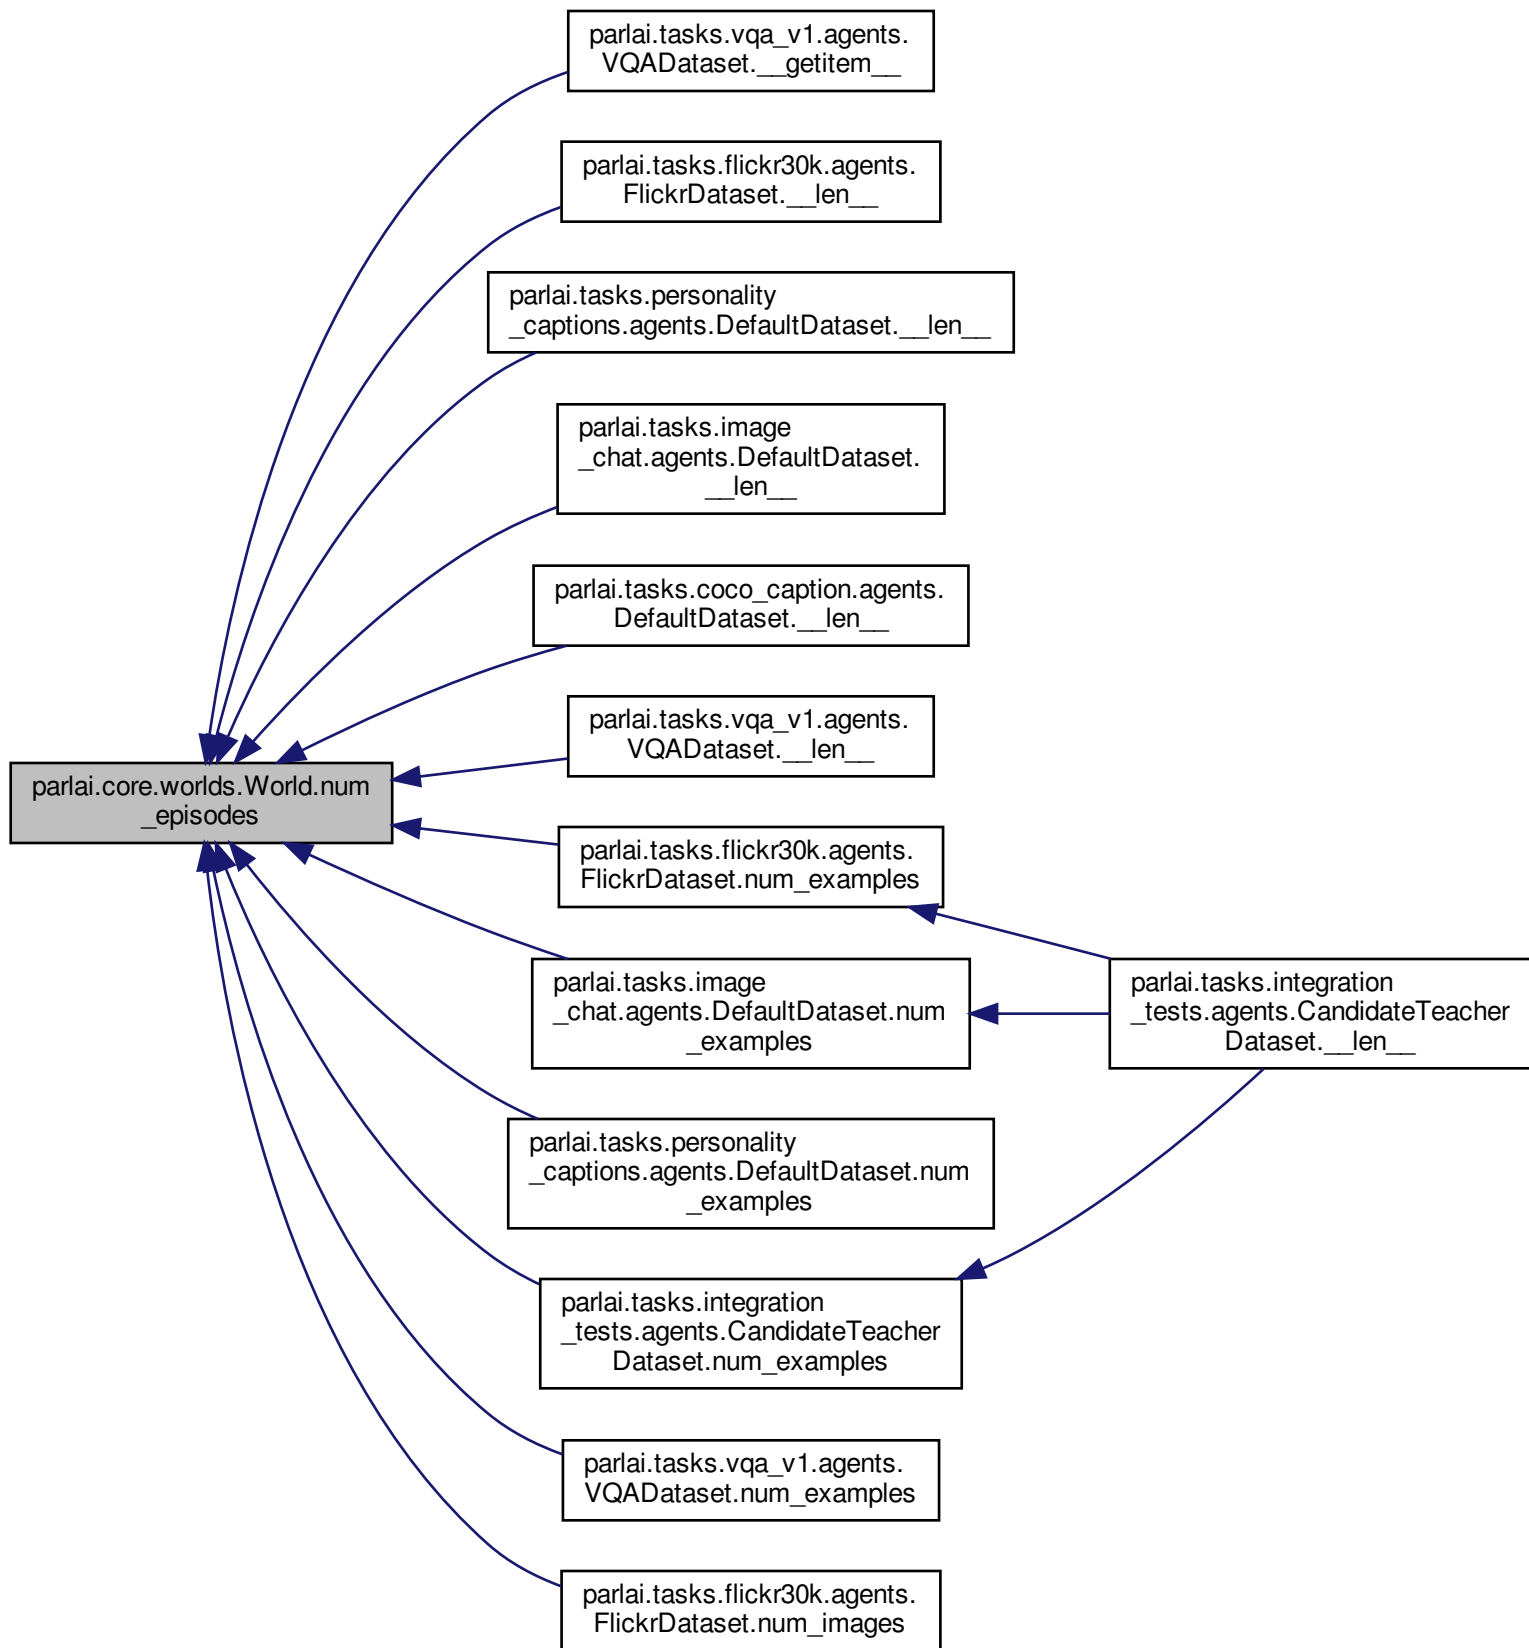 parlai.tasks.vqa_v1.agents.
VQADataset.__getitem__
parlai.tasks.flickr30k.agents.
FlickrDataset.__len__
parlai.tasks.personality
_captions.agents.DefaultDataset.__len__
parlai.tasks.image
_chat.agents.DefaultDataset.
__len__
parlai.tasks.coco_caption.agents.
DefaultDataset.__len__
parlai.tasks.vqa_v1.agents.
VQADataset.__len__
parlai.core.worlds.World.num
_episodes
parlai.tasks.flickr30k.agents.
FlickrDataset.num_examples
parlai.tasks.image
_chat.agents.DefaultDataset.num
_examples
parlai.tasks.integration
_tests.agents.CandidateTeacher
Dataset.__len__
parlai.tasks.personality
_captions.agents.DefaultDataset.num
_examples
parlai.tasks.integration
_tests.agents.CandidateTeacher
Dataset.num_examples
parlai.tasks.vqa_v1.agents.
VQADataset.num_examples
parlai.tasks.flickr30k.agents.
FlickrDataset.num_images